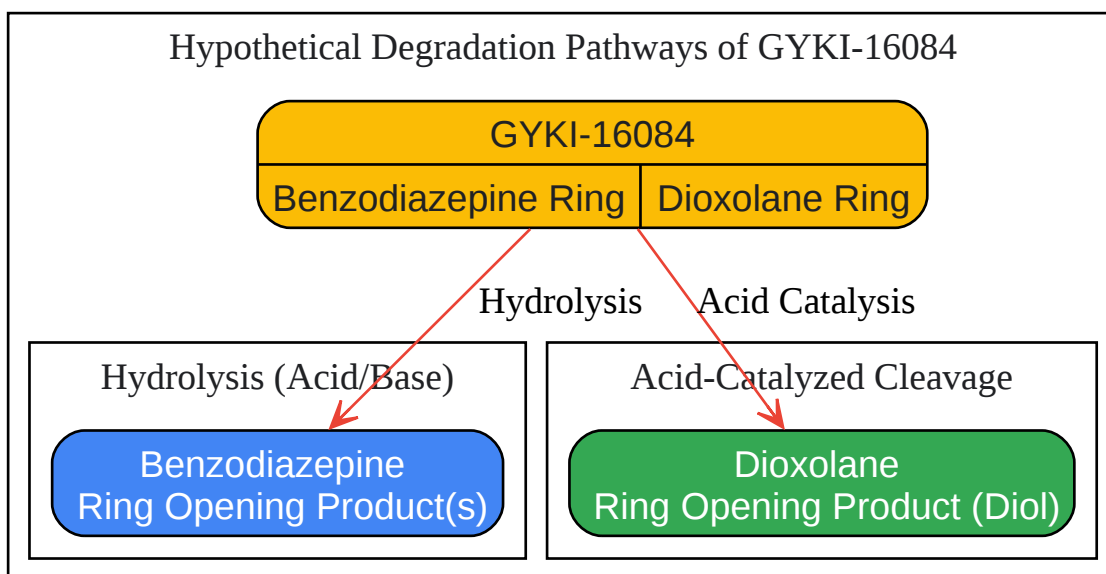 Hypothetical Degradation Pathways of GYKI-16084
GYKI-16084
Benzodiazepine Ring
Dioxolane Ring
Hydrolysis
Acid Catalysis
Hydrolysis (Acid/Base)
Benzodiazepine
Ring Opening Product(s)
Acid-Catalyzed Cleavage
Dioxolane
Ring Opening Product (Diol)